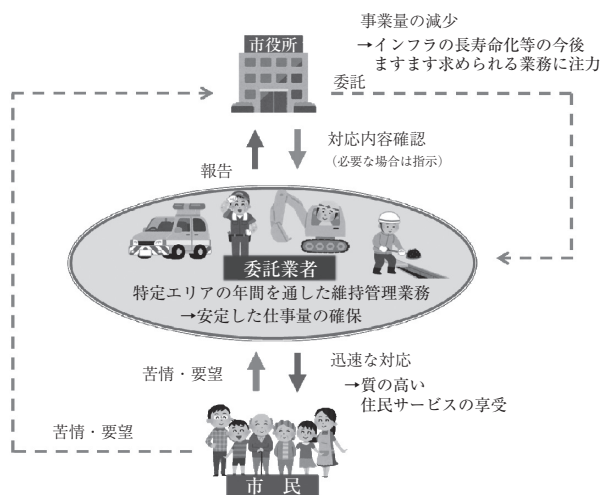 事業量の減少
→インフラの長寿命化等の今後
ますます求められる業務に注力
市役所
委託
対応内容確認
(必要な場合は指示)
報告
委託業者
特定エリアの年間を通した維持管理業務
→安定した仕事量の確保
苦情・要望
迅速な対応
→質の高い
住民サービスの享受
苦情・要望
市 民